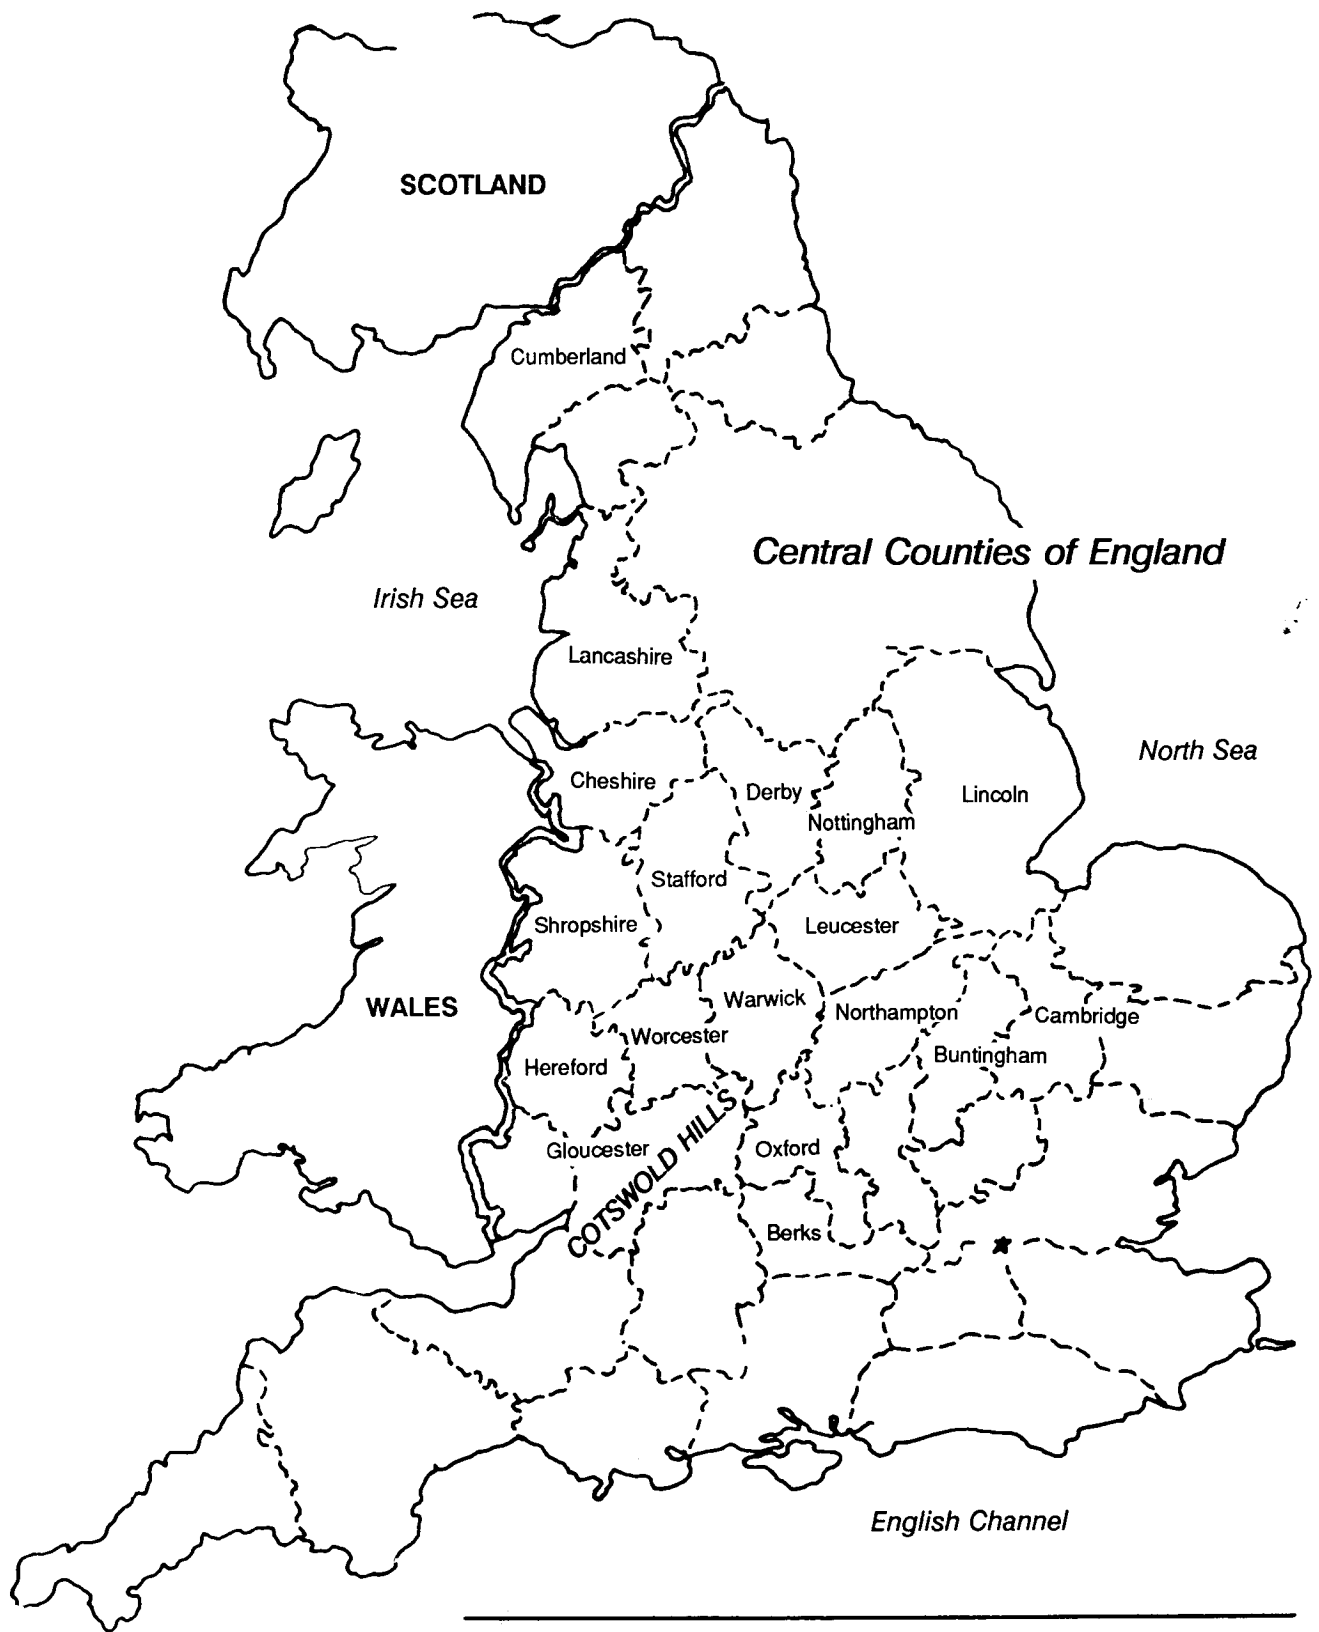 SCOTLAND
Cumberland
Central Counties of England
Irish Sea
Lancashire
North Sea
Cheshire
Derby
Lincoln
Nottingham
Stafford
Shropshire
Leucester
WALES
Warwick
Northampton
Cambridge
Worcester
Buntingham
Hereford
Gloucester
COTSWOLD HILLS
Oxford
Berks
English Channel